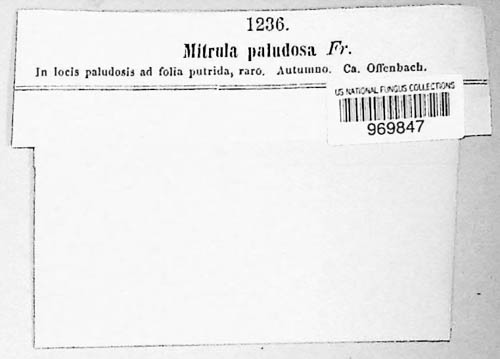 1236.
Mitrula paludosa Fr.
In locis paludosis ad folia putrida, raro. Autumno. Ca. Offenbach.
US NATIONAL FUNGUS COLLECTIONS
969847